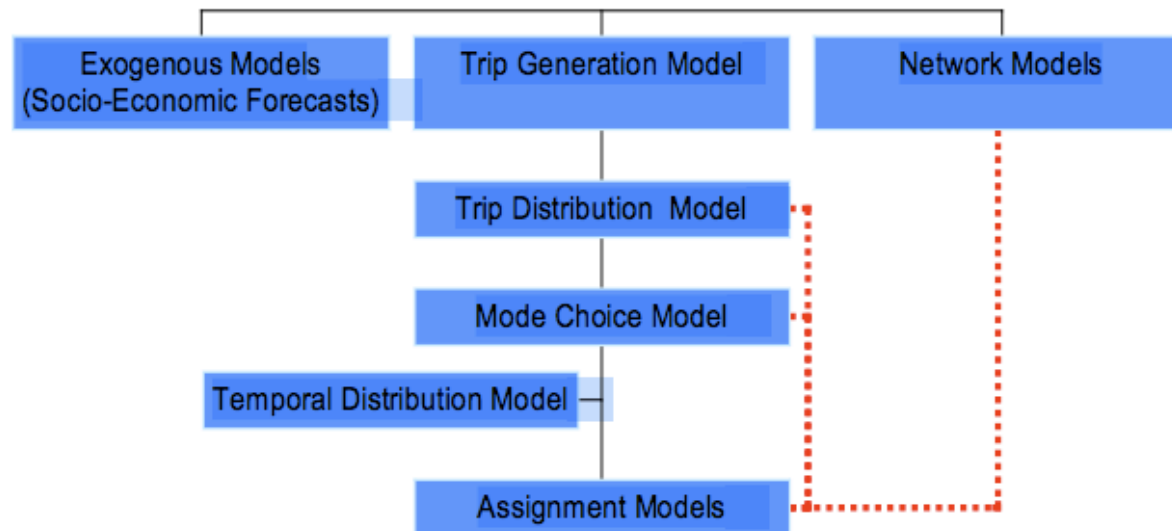 Exogenous Models
(Socio-Economic Forecasts)
Trip Generation Model
Network Models
Trip Distribution Model
Mode Choice Model
Temporal Distribution Model
Assignment Models